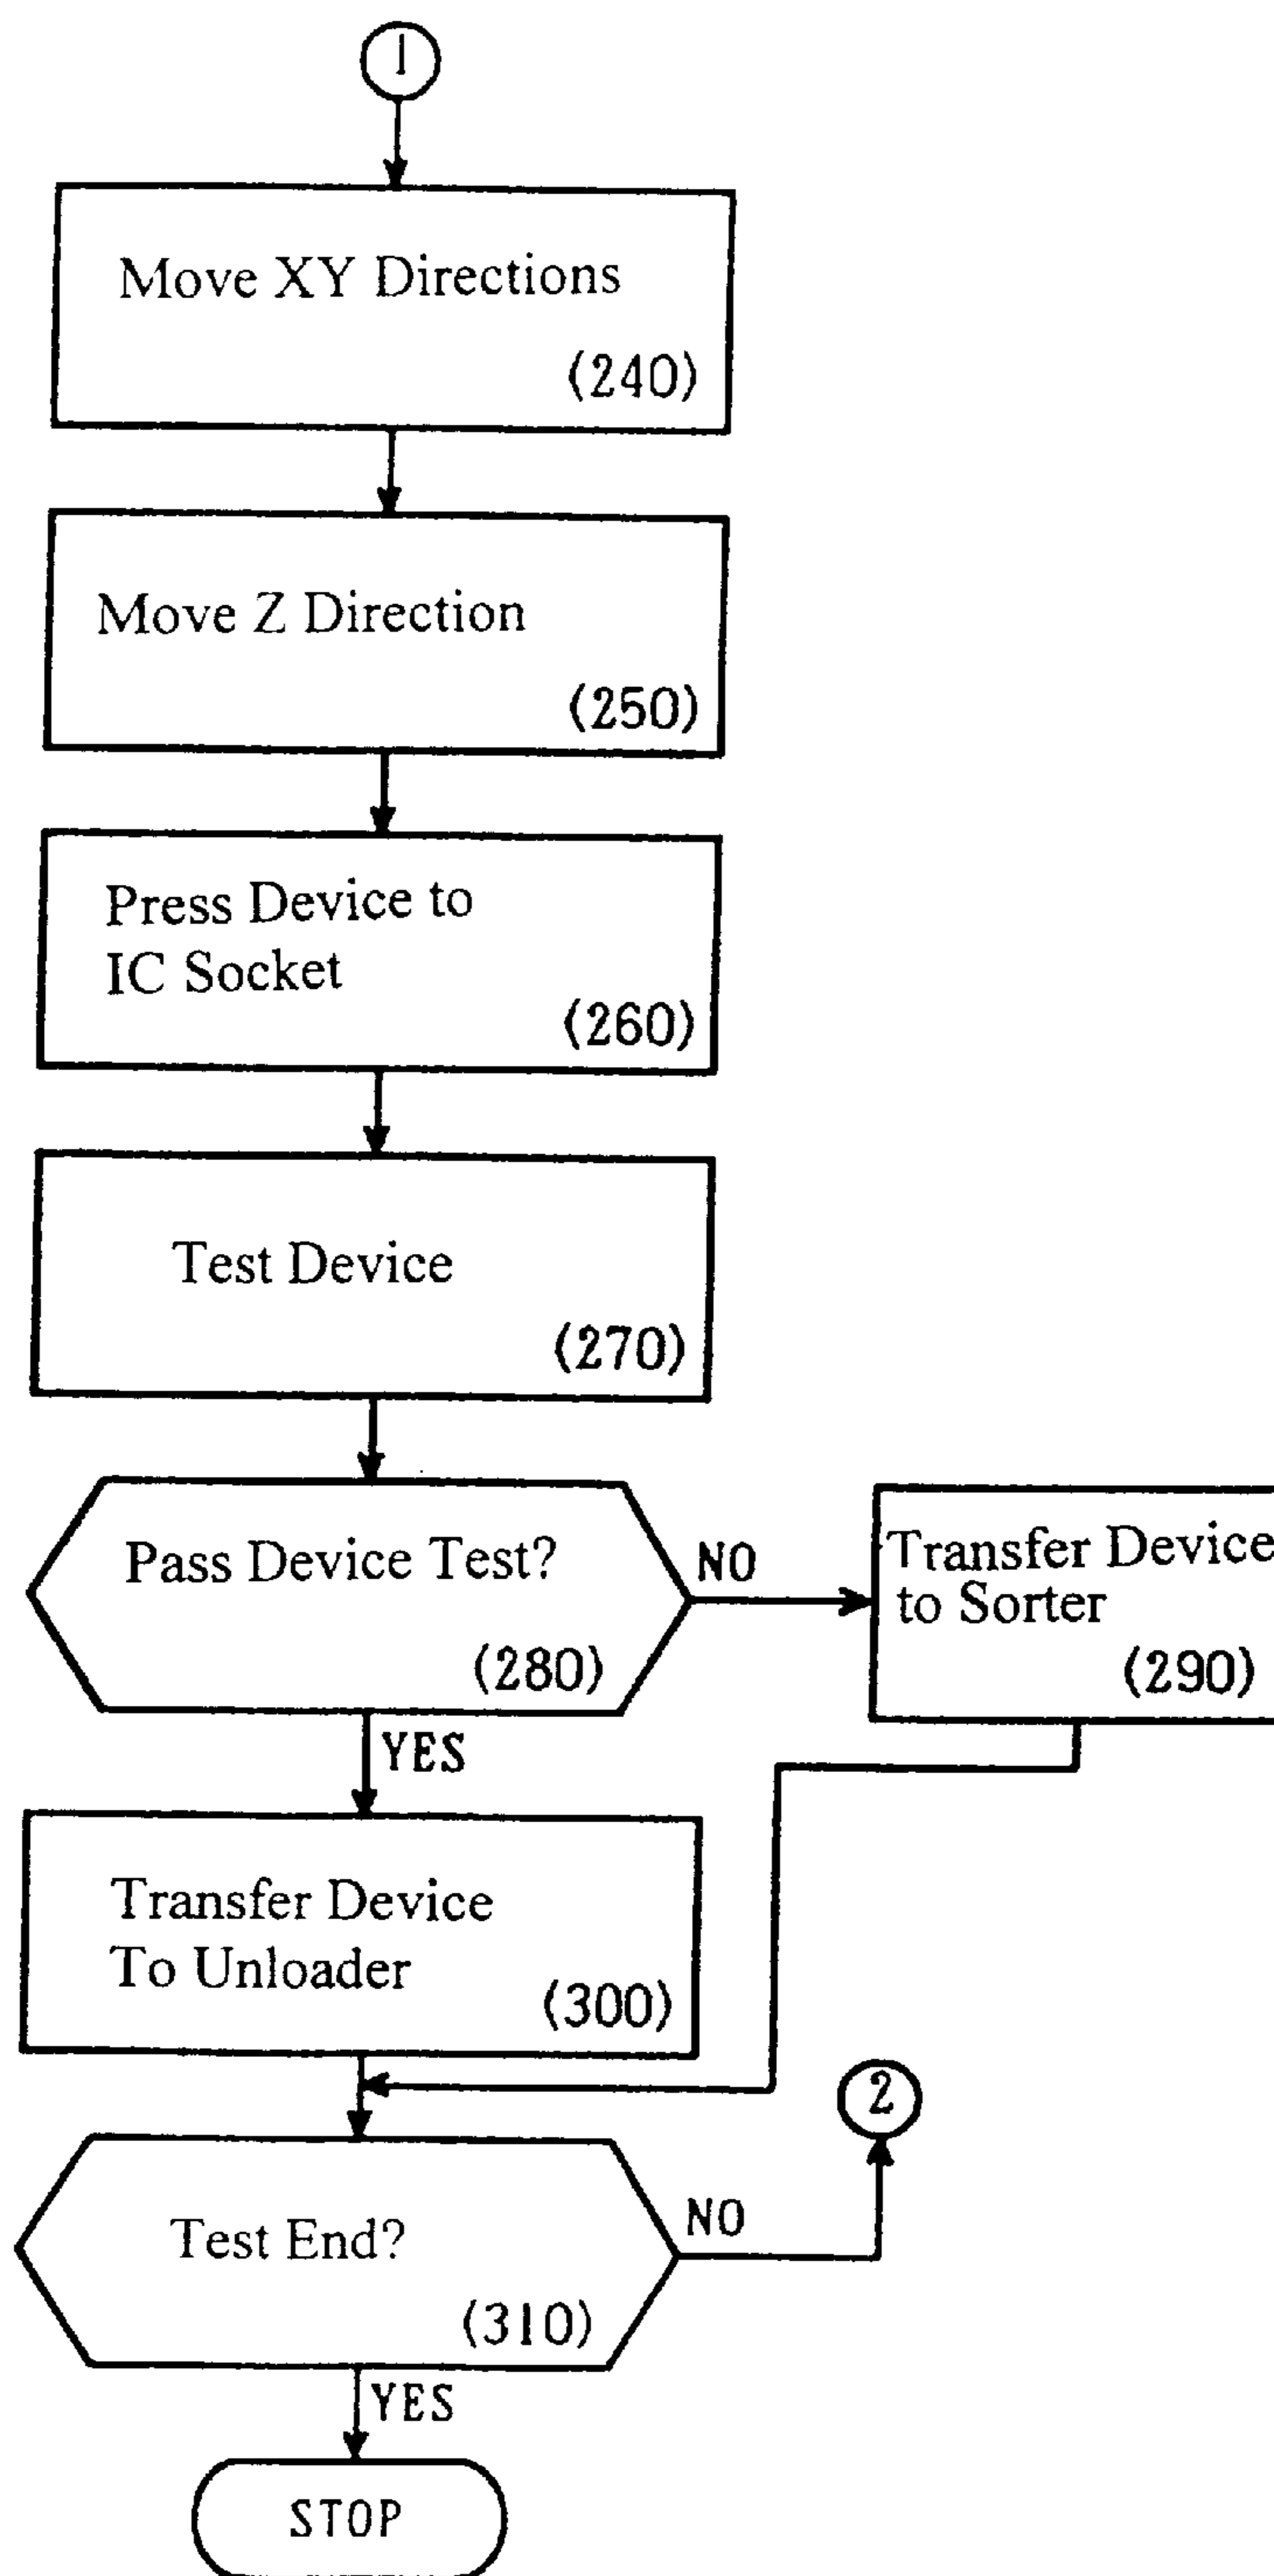 1
Move XY Directions
(240)
Move Z Direction
(250)
Press Device to
IC Socket
(260)
Test Device
(270)
Pass Device Test?
(280)
NO
Transfer Device
to Sorter
(290)
YES
Transfer Device
To Unloader
(300)
2
Test End?
(310)
NO
YES
STOP